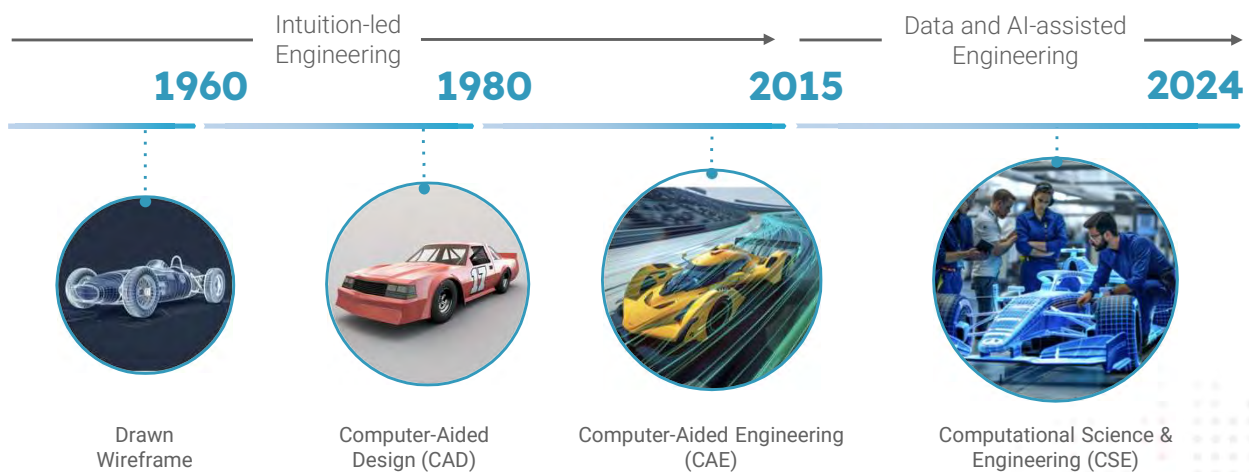 Intuition-led
Engineering
Data and AI-assisted
Engineering
1960
1980
2015
2024
17
Drawn
Wireframe
Computer-Aided
Design (CAD)
Computer-Aided Engineering
(CAE)
Computational Science &
Engineering (CSE)